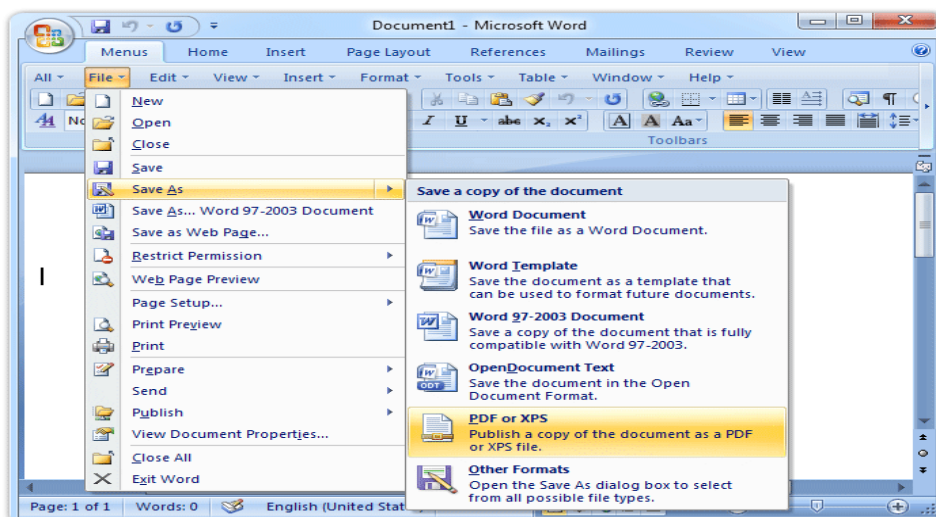 Document1 - Microsoft Word
Menus Home Insert Page Layout References Mailings Review View
All File Edit View Insert Format Tools Table Window Help
New
Open
Close
Save
Save As
Save As... Word 97-2003 Document
Save as Web Page...
Restrict Permission
Web Page Preview
Page Setup...
Print Preview
Print
Prepare
Send
Publish
View Document Properties...
Close All
Exit Word
I U abc x₂ x² A A Aa
Toolbars
Save a copy of the document
Word Document
Save the file as a Word Document.
Word Template
Save the document as a template that
can be used to format future documents.
Word 97-2003 Document
Save a copy of the document that is fully
compatible with Word 97-2003.
OpenDocument Text
Save the document in the Open
Document Format.
ODT
PDF or XPS
Publish a copy of the document as a PDF
or XPS file.
Other Formats
Open the Save As dialog box to select
from all possible file types.
Page: 1 of 1 Words: 0 English (United Stat